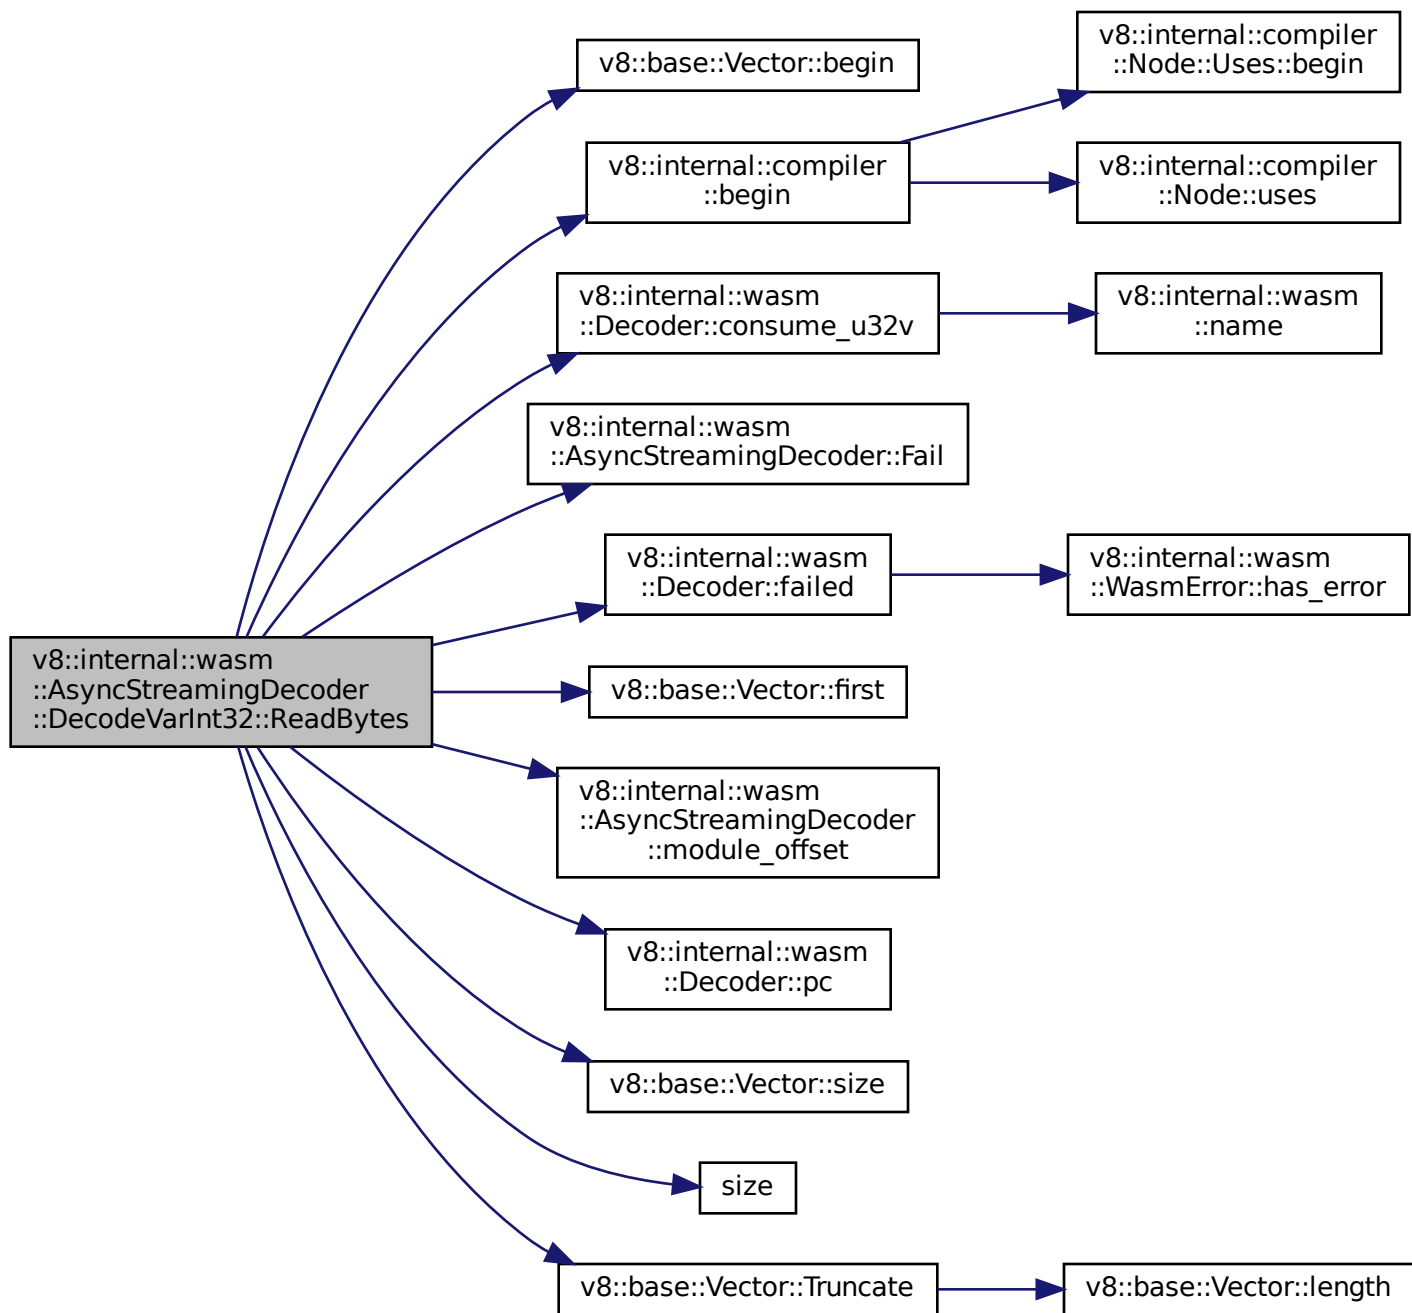 v8::internal::wasm
::AsyncStreamingDecoder
::DecodeVarInt32::ReadBytes
v8::base::Vector::begin
v8::internal::compiler
::begin
v8::internal::compiler
::Node::Uses::begin
v8::internal::compiler
::Node::uses
v8::internal::wasm
::Decoder::consume_u32v
v8::internal::wasm
::name
v8::internal::wasm
::AsyncStreamingDecoder::Fail
v8::internal::wasm
::Decoder::failed
v8::internal::wasm
::WasmError::has_error
v8::base::Vector::first
v8::internal::wasm
::AsyncStreamingDecoder
::module_offset
v8::internal::wasm
::Decoder::pc
v8::base::Vector::size
size
v8::base::Vector::Truncate
v8::base::Vector::length